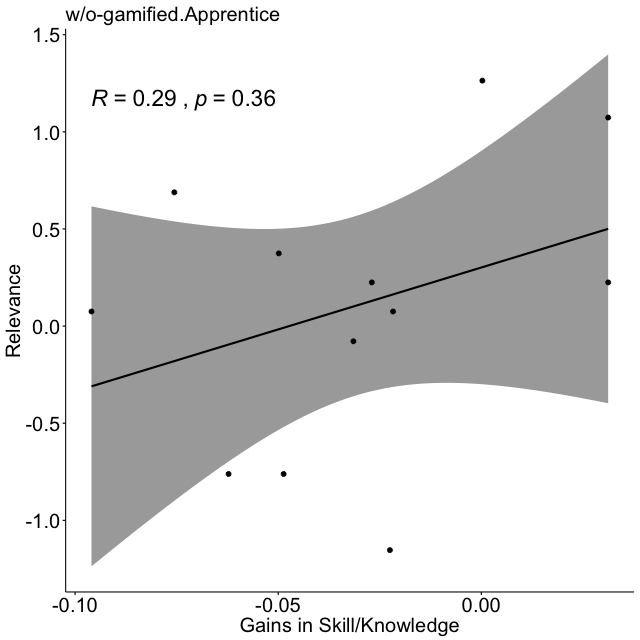 w/o-gamified.Apprentice
R = 0.29 , p = 0.36
Relevance
1.5
1.0
0.5
0.0
-0.5
-1.0
-0.10 -0.05 0.00
Gains in Skill/Knowledge